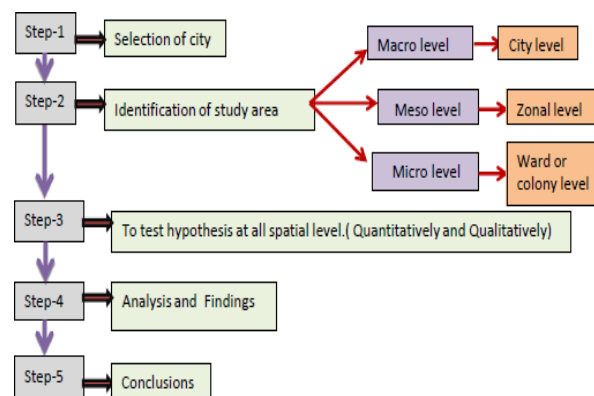 Step-1
Selection of city
Macro level
City level
Step-2
Identification of study area
Meso level
Zonal level
Micro level
Ward or
colony level
Step-3
To test hypothesis at all spatial level.( Quantitatively and Qualitatively)
Step-4
Analysis and Findings
Step-5
Conclusions